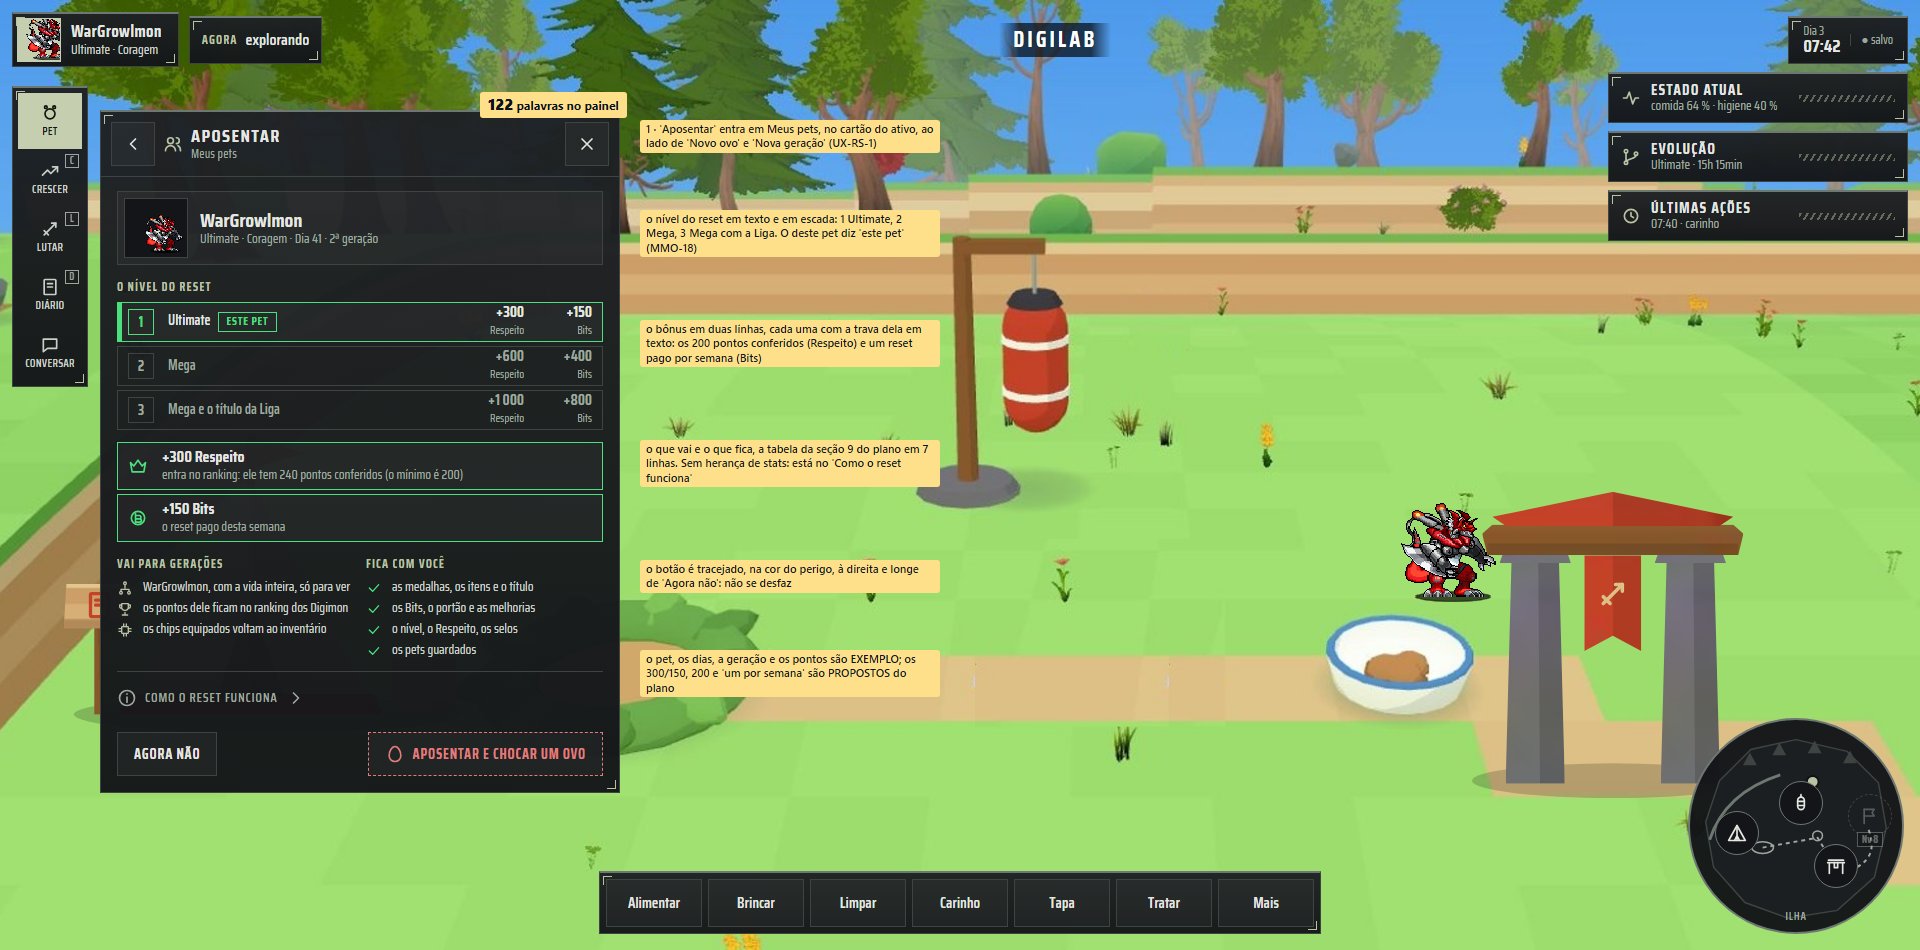 WarGrowlmon
Ultimate · Coragem
AGORA explorando
DIGILAB
Dia 3
07:42
• salvo
PET
C
CRESCER
L
LUTAR
D
DIÁRIO
CONVERSAR
122 palavras no painel
APOSENTAR
Meus pets
WarGrowlmon
Ultimate · Coragem · Dia 41 · 2ª geração
O NÍVEL DO RESET
1 Ultimate ESTE PET +300 Respeito +150 Bits
2 Mega +600 Respeito +400 Bits
3 Mega e o título da Liga +1 000 Respeito +800 Bits
+300 Respeito
entra no ranking: ele tem 240 pontos conferidos (o mínimo é 200)
+150 Bits
o reset pago desta semana
VAI PARA GERAÇÕES
WarGrowlmon, com a vida inteira, só para ver
os pontos dele ficam no ranking dos Digimon
os chips equipados voltam ao inventário
FICA COM VOCÊ
as medalhas, os itens e o título
os Bits, o portão e as melhorias
o nível, o Respeito, os selos
os pets guardados
COMO O RESET FUNCIONA
AGORA NÃO
APOSENTAR E CHOCAR UM OVO
1 · 'Aposentar' entra em Meus pets, no cartão do ativo, ao
lado de 'Novo ovo' e 'Nova geração' (UX-RS-1)
o nível do reset em texto e em escada: 1 Ultimate, 2
Mega, 3 Mega com a Liga. O deste pet diz 'este pet'
(MMO-18)
o bônus em duas linhas, cada uma com a trava dela em
texto: os 200 pontos conferidos (Respeito) e um reset
pago por semana (Bits)
o que vai e o que fica, a tabela da seção 9 do plano em 7
linhas. Sem herança de stats: está no 'Como o reset
funciona'
o botão é tracejado, na cor do perigo, à direita e longe
de 'Agora não': não se desfaz
o pet, os dias, a geração e os pontos são EXEMPLO; os
300/150, 200 e 'um por semana' são PROPOSTOS do
plano
ESTADO ATUAL
comida 64 % · higiene 40 %
EVOLUÇÃO
Ultimate · 15h 15min
ÚLTIMAS AÇÕES
07:40 · carinho
Alimentar
Brincar
Limpar
Carinho
Tapa
Tratar
Mais
ILHA